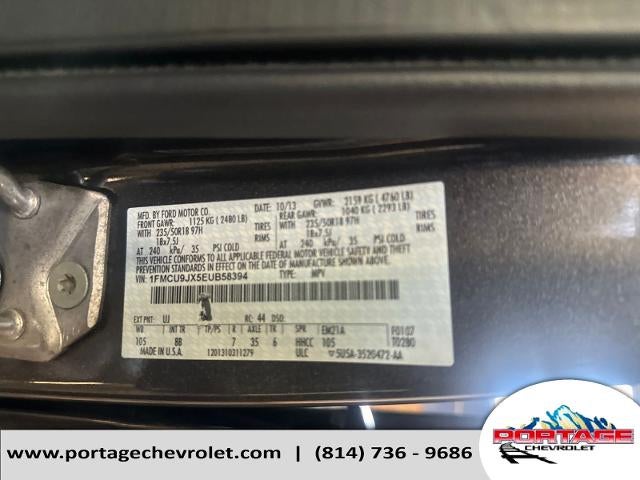 MFD. BY FORD MOTOR CO.
DATE: 10/13 GVWR: 2159 KG ( 4760 LB)
FRONT GAWR: 1125 KG ( 2480 LB) REAR GAWR: 1040 KG ( 2293 LB)
WITH 235/50R18 97H TIRES WITH 235/50R18 97H TIRES
18x7.5J RIMS 18x7.5J RIMS
AT 240 kPa/ 35 PSI COLD AT 240 kPa/ 35 PSI COLD
THIS VEHICLE CONFORMS TO ALL APPLICABLE FEDERAL MOTOR VEHICLE SAFETY AND THEFT
PREVENTION STANDARDS IN EFFECT ON THE DATE OF MANUFACTURE SHOWN ABOVE.
VIN: 1FMCU9JX5EUB58394 TYPE: MPV
EXT PNT: UJ RC: 44 DSO:
WB INT TR TP/PS R AXLE TR SPR EM21A F0107
105 BB 7 35 6 HHCC 105 T0280
MADE IN U.S.A. 1201310311279 ULC 5U5A-3520472-AA
www.portagechevrolet.com | (814) 736 - 9686
PORTAGE
CHEVROLET